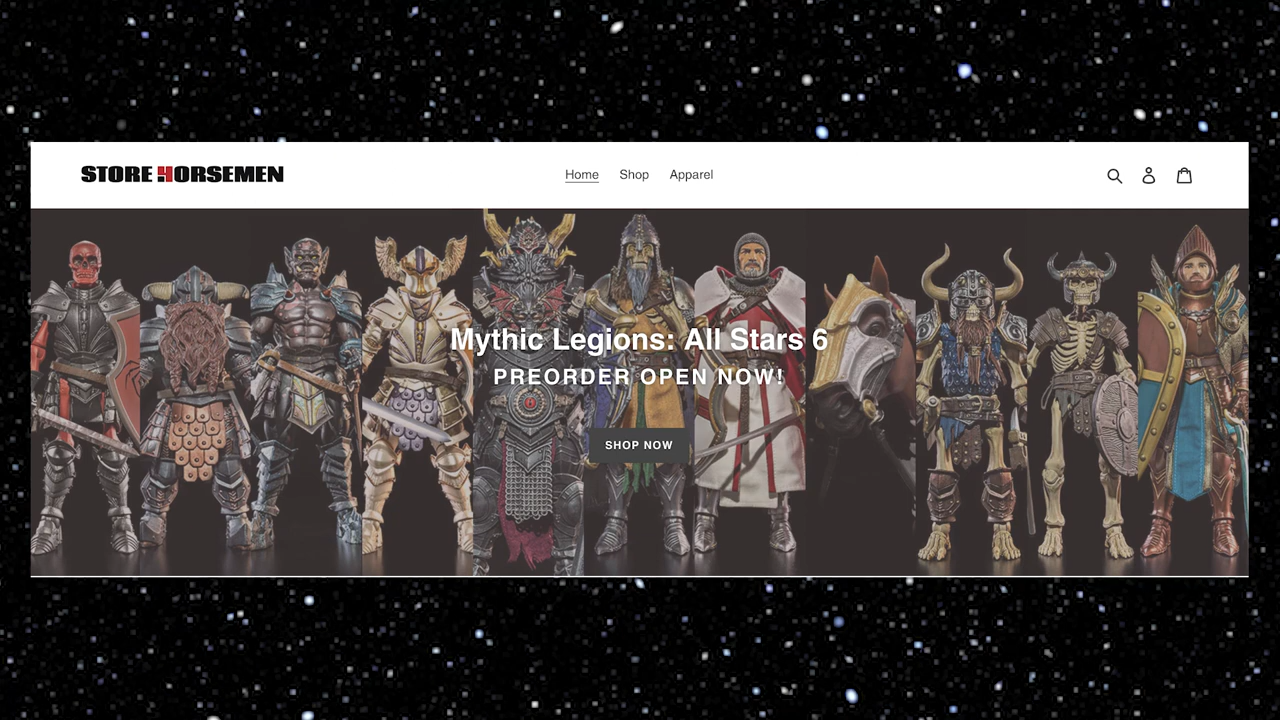 STORE HORSEMEN
Home Shop Apparel
Mythic Legions: All Stars 6
PREORDER OPEN NOW!
SHOP NOW